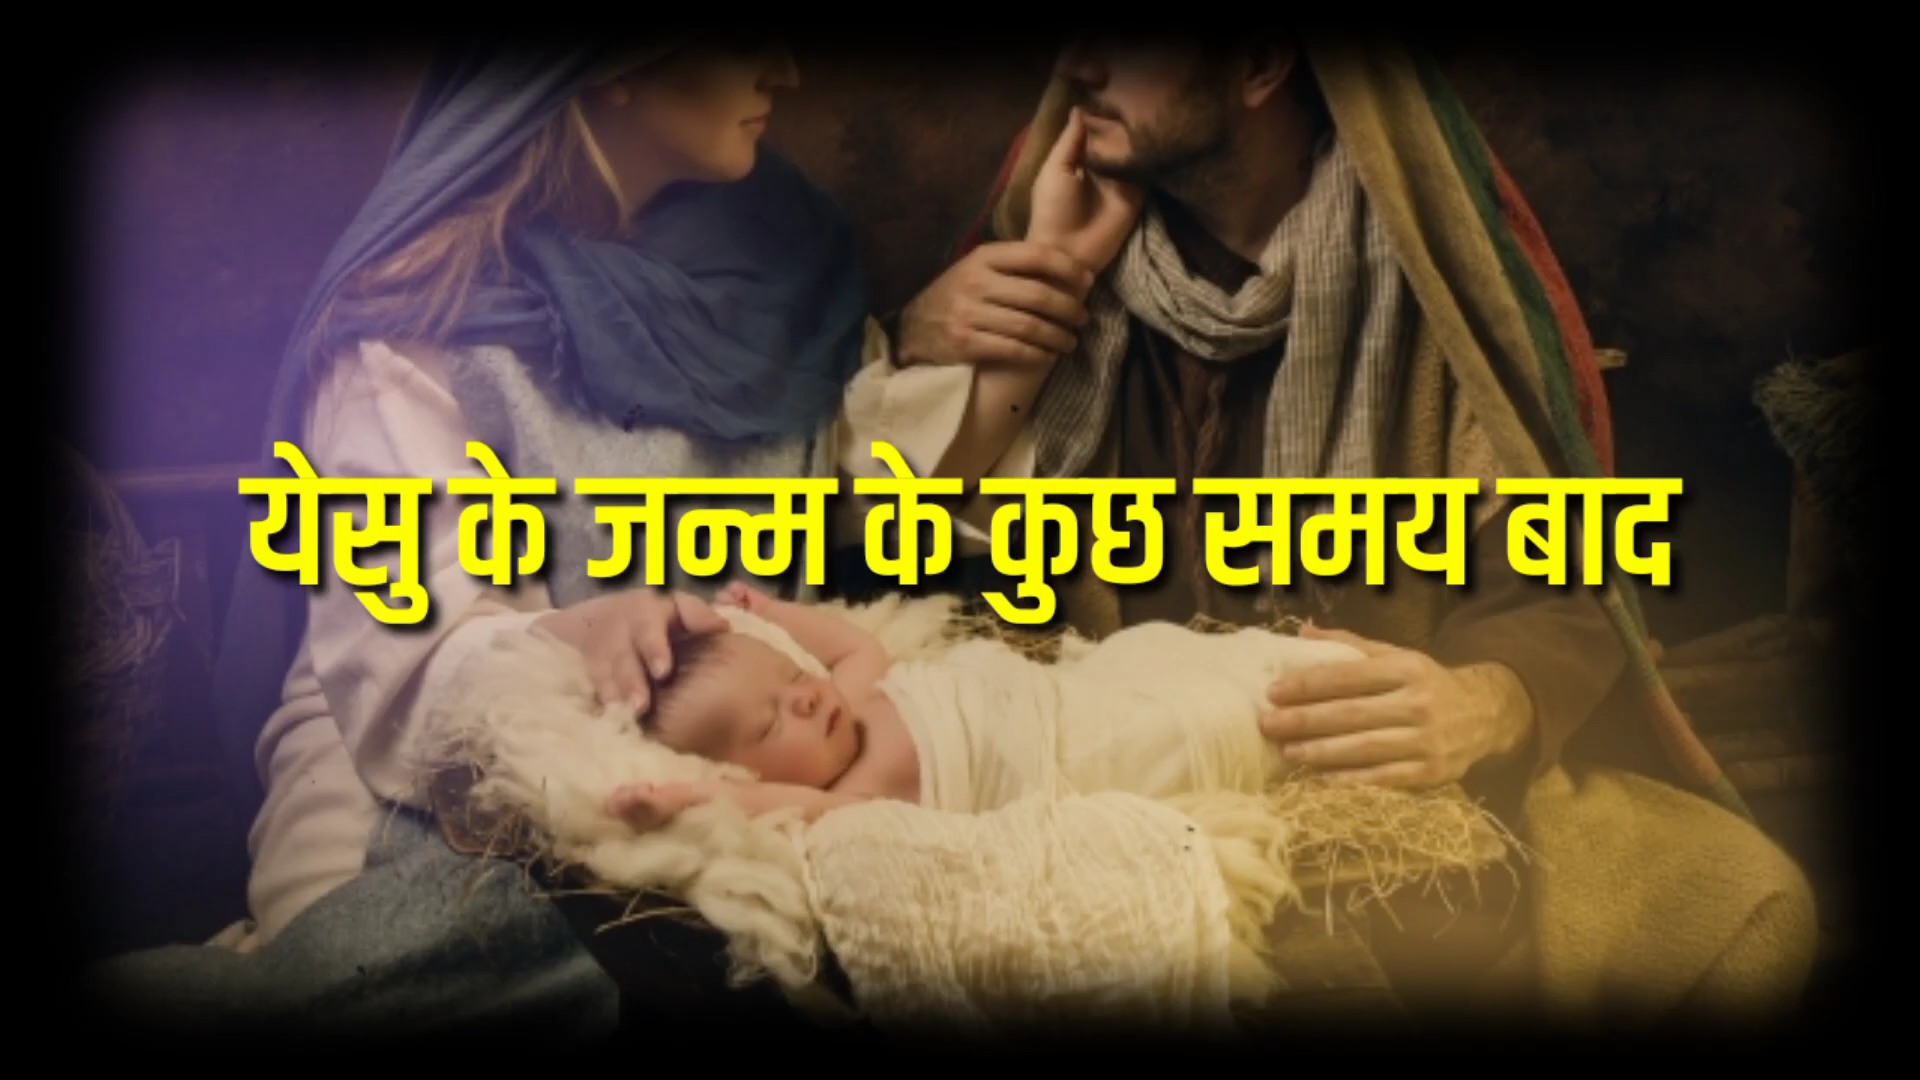 येसु के जन्म के कुछ समय बाद